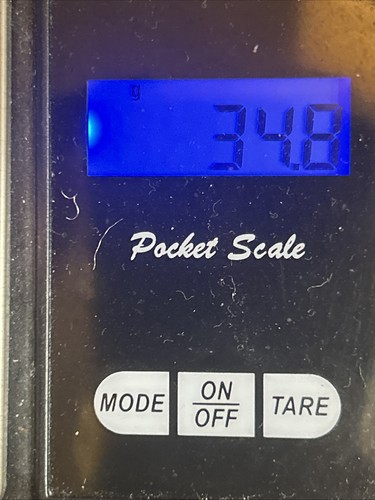 g
34.8
Pocket Scale
MODE
ON
OFF
TARE